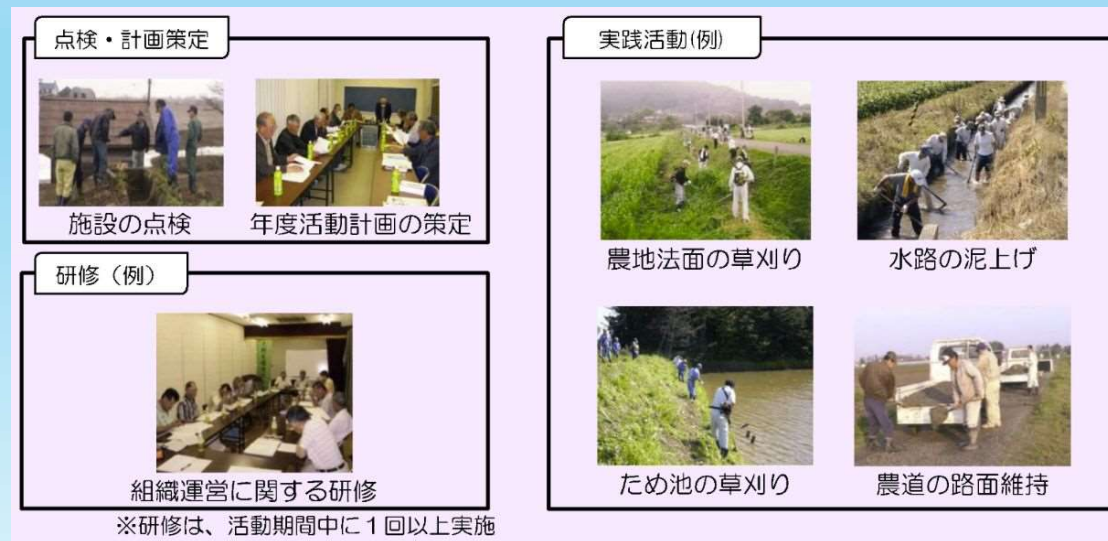 点検・計画策定
施設の点検
年度活動計画の策定
研修（例）
組織運営に関する研修
※研修は、活動期間中に１回以上実施
実践活動(例)
農地法面の草刈り
水路の泥上げ
ため池の草刈り
農道の路面維持